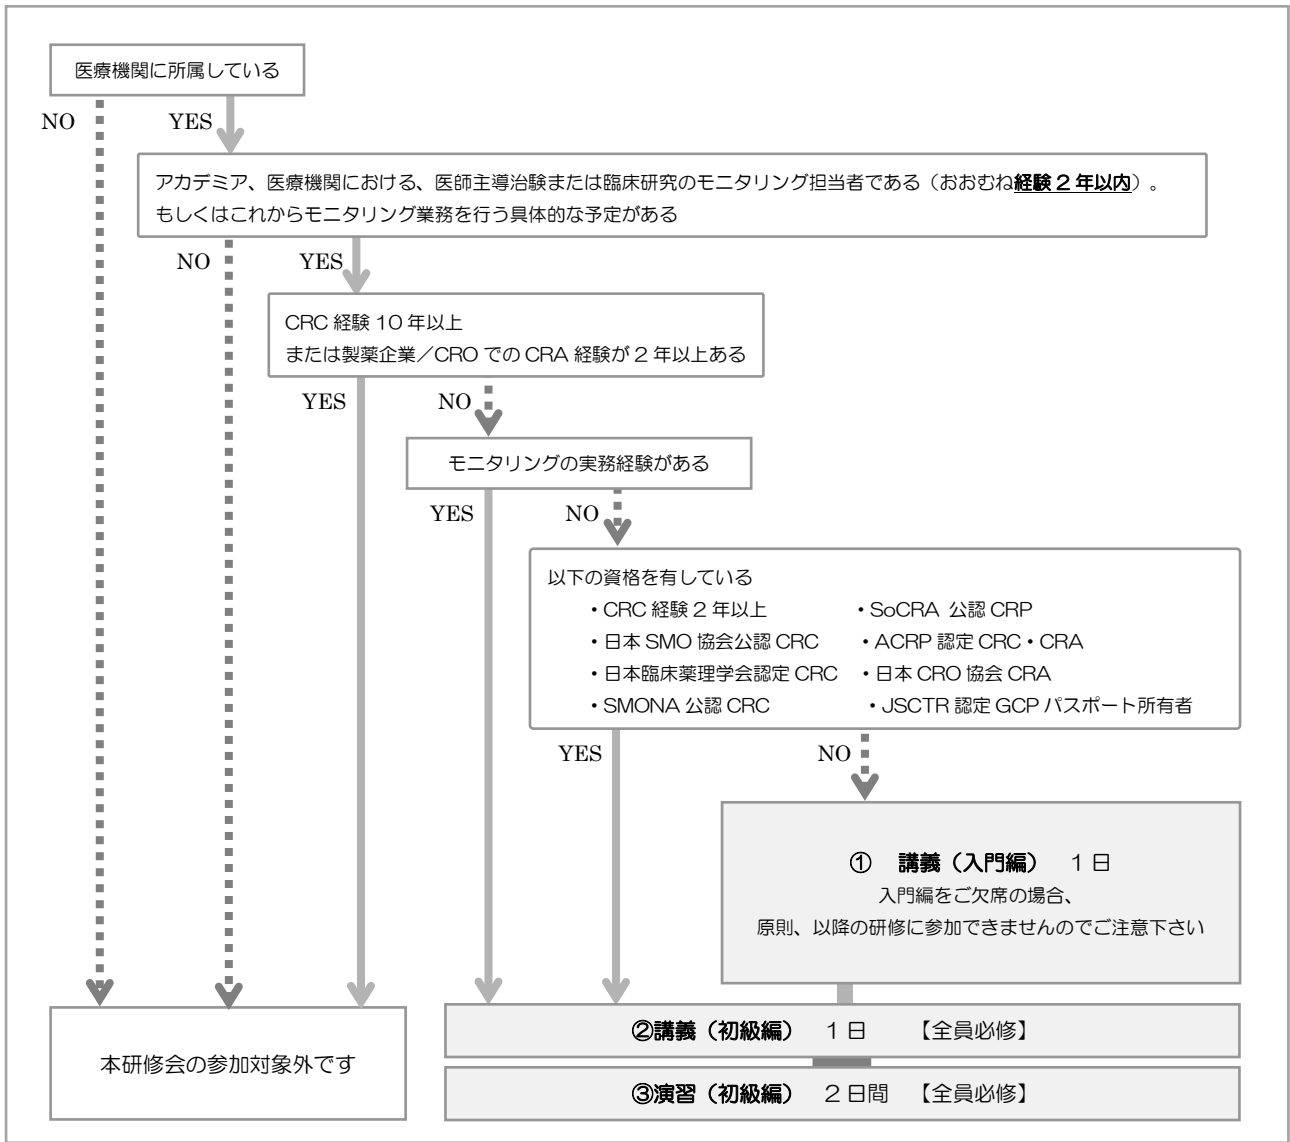 医療機関に所属している
NO
YES
アカデミア、医療機関における、医師主導治験または臨床研究のモニタリング担当者である（おおむね経験２年以内）。
もしくはこれからモニタリング業務を行う具体的な予定がある
NO
YES
CRC 経験 10 年以上
または製薬企業／CRO での CRA 経験が 2 年以上ある
YES
NO
モニタリングの実務経験がある
YES
NO
以下の資格を有している
・CRC 経験 2 年以上
・SoCRA 公認 CRP
・日本 SMO 協会公認 CRC
・ACRP 認定 CRC・CRA
・日本臨床薬理学会認定 CRC
・日本 CRO 協会 CRA
・SMONA 公認 CRC
・JSCTR 認定 GCP パスポート所有者
YES
NO
① 講義（入門編） １日
入門編をご欠席の場合、
原則、以降の研修に参加できませんのでご注意下さい
本研修会の参加対象外です
②講義（初級編） １日 【全員必修】
③演習（初級編） ２日間 【全員必修】